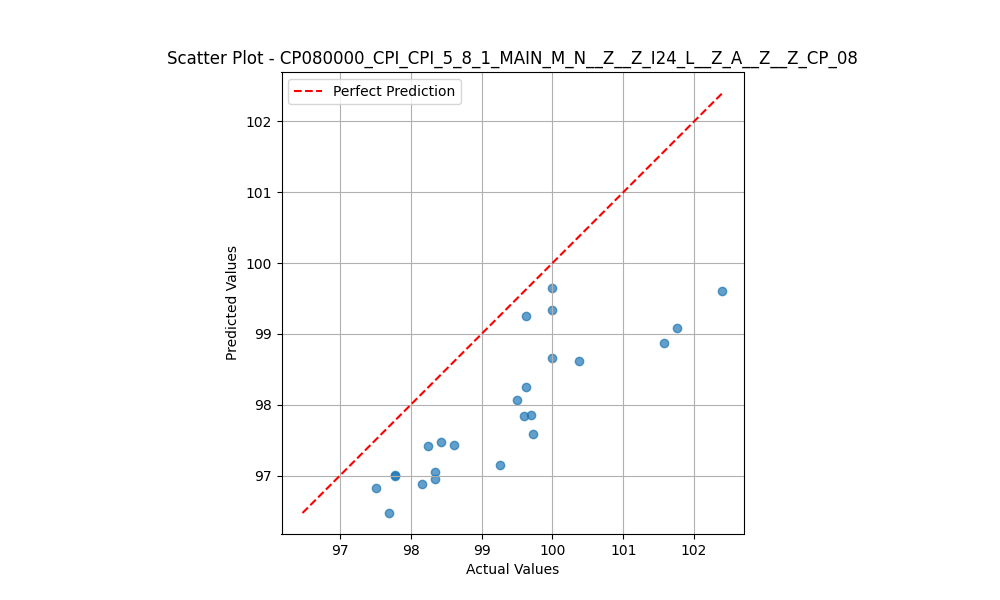 Scatter Plot - CP080000_CPI_CPI_5_8_1_MAIN_M_N__Z__Z_I24_L__Z_A__Z__Z_CP_08
Perfect Prediction
102
101
100
99
98
97
Predicted Values
97 98 99 100 101 102
Actual Values